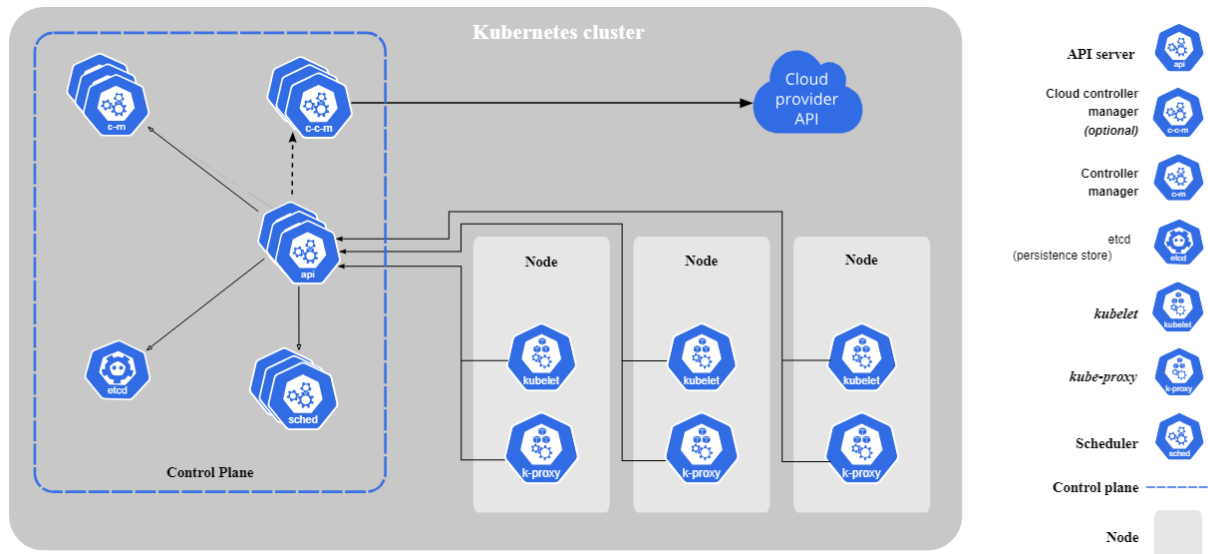 Kubernetes cluster
c-m
c-c-m
Cloud
provider
API
api
etcd
sched
Control Plane
Node
kubelet
k-proxy
Node
kubelet
k-proxy
Node
kubelet
k-proxy
API server
api
Cloud controller
manager
(optional)
c-c-m
Controller
manager
c-m
etcd
(persistence store)
etcd
kubelet
kubelet
kube-proxy
k-proxy
Scheduler
sched
Control plane
Node